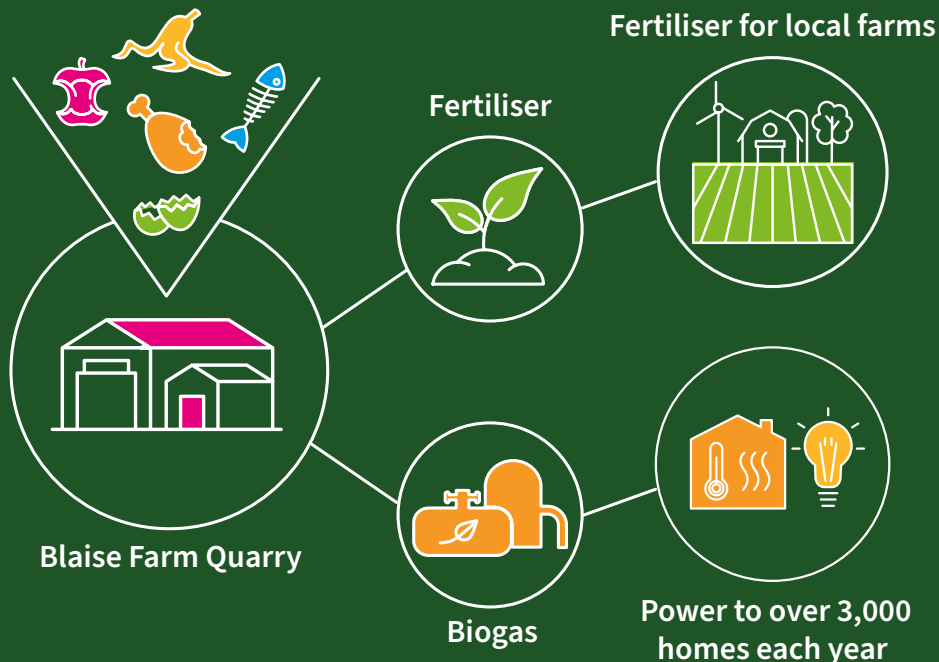 Fertiliser for local farms
Fertiliser
Blaise Farm Quarry
Biogas
Power to over 3,000
homes each year